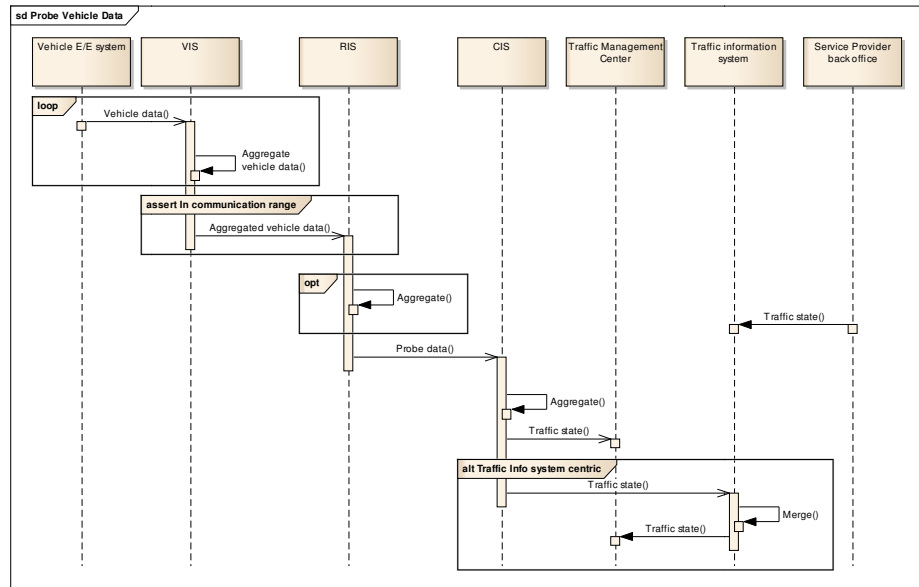 sd Probe Vehicle Data
Vehicle E/E system
VIS
RIS
CIS
Traffic Management
Center
Traffic information
system
Service Provider
back office
loop
Vehicle data()
Aggregate
vehicle data()
assert In communication range
Aggregated vehicle data()
opt
Aggregate()
Traffic state()
Probe data()
Aggregate()
Traffic state()
alt Traffic Info system centric
Traffic state()
Merge()
Traffic state()